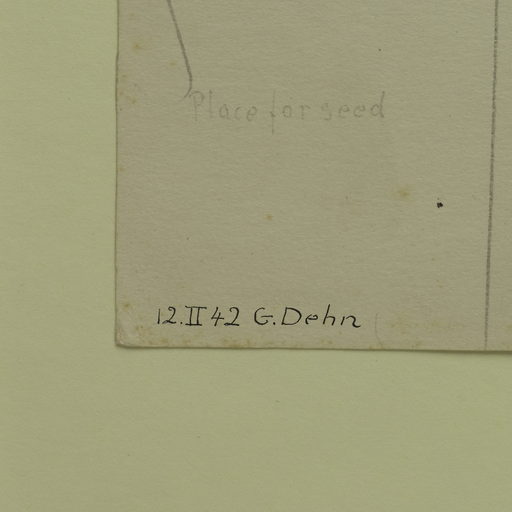 Place for seed
12.II 42 G. Dehn